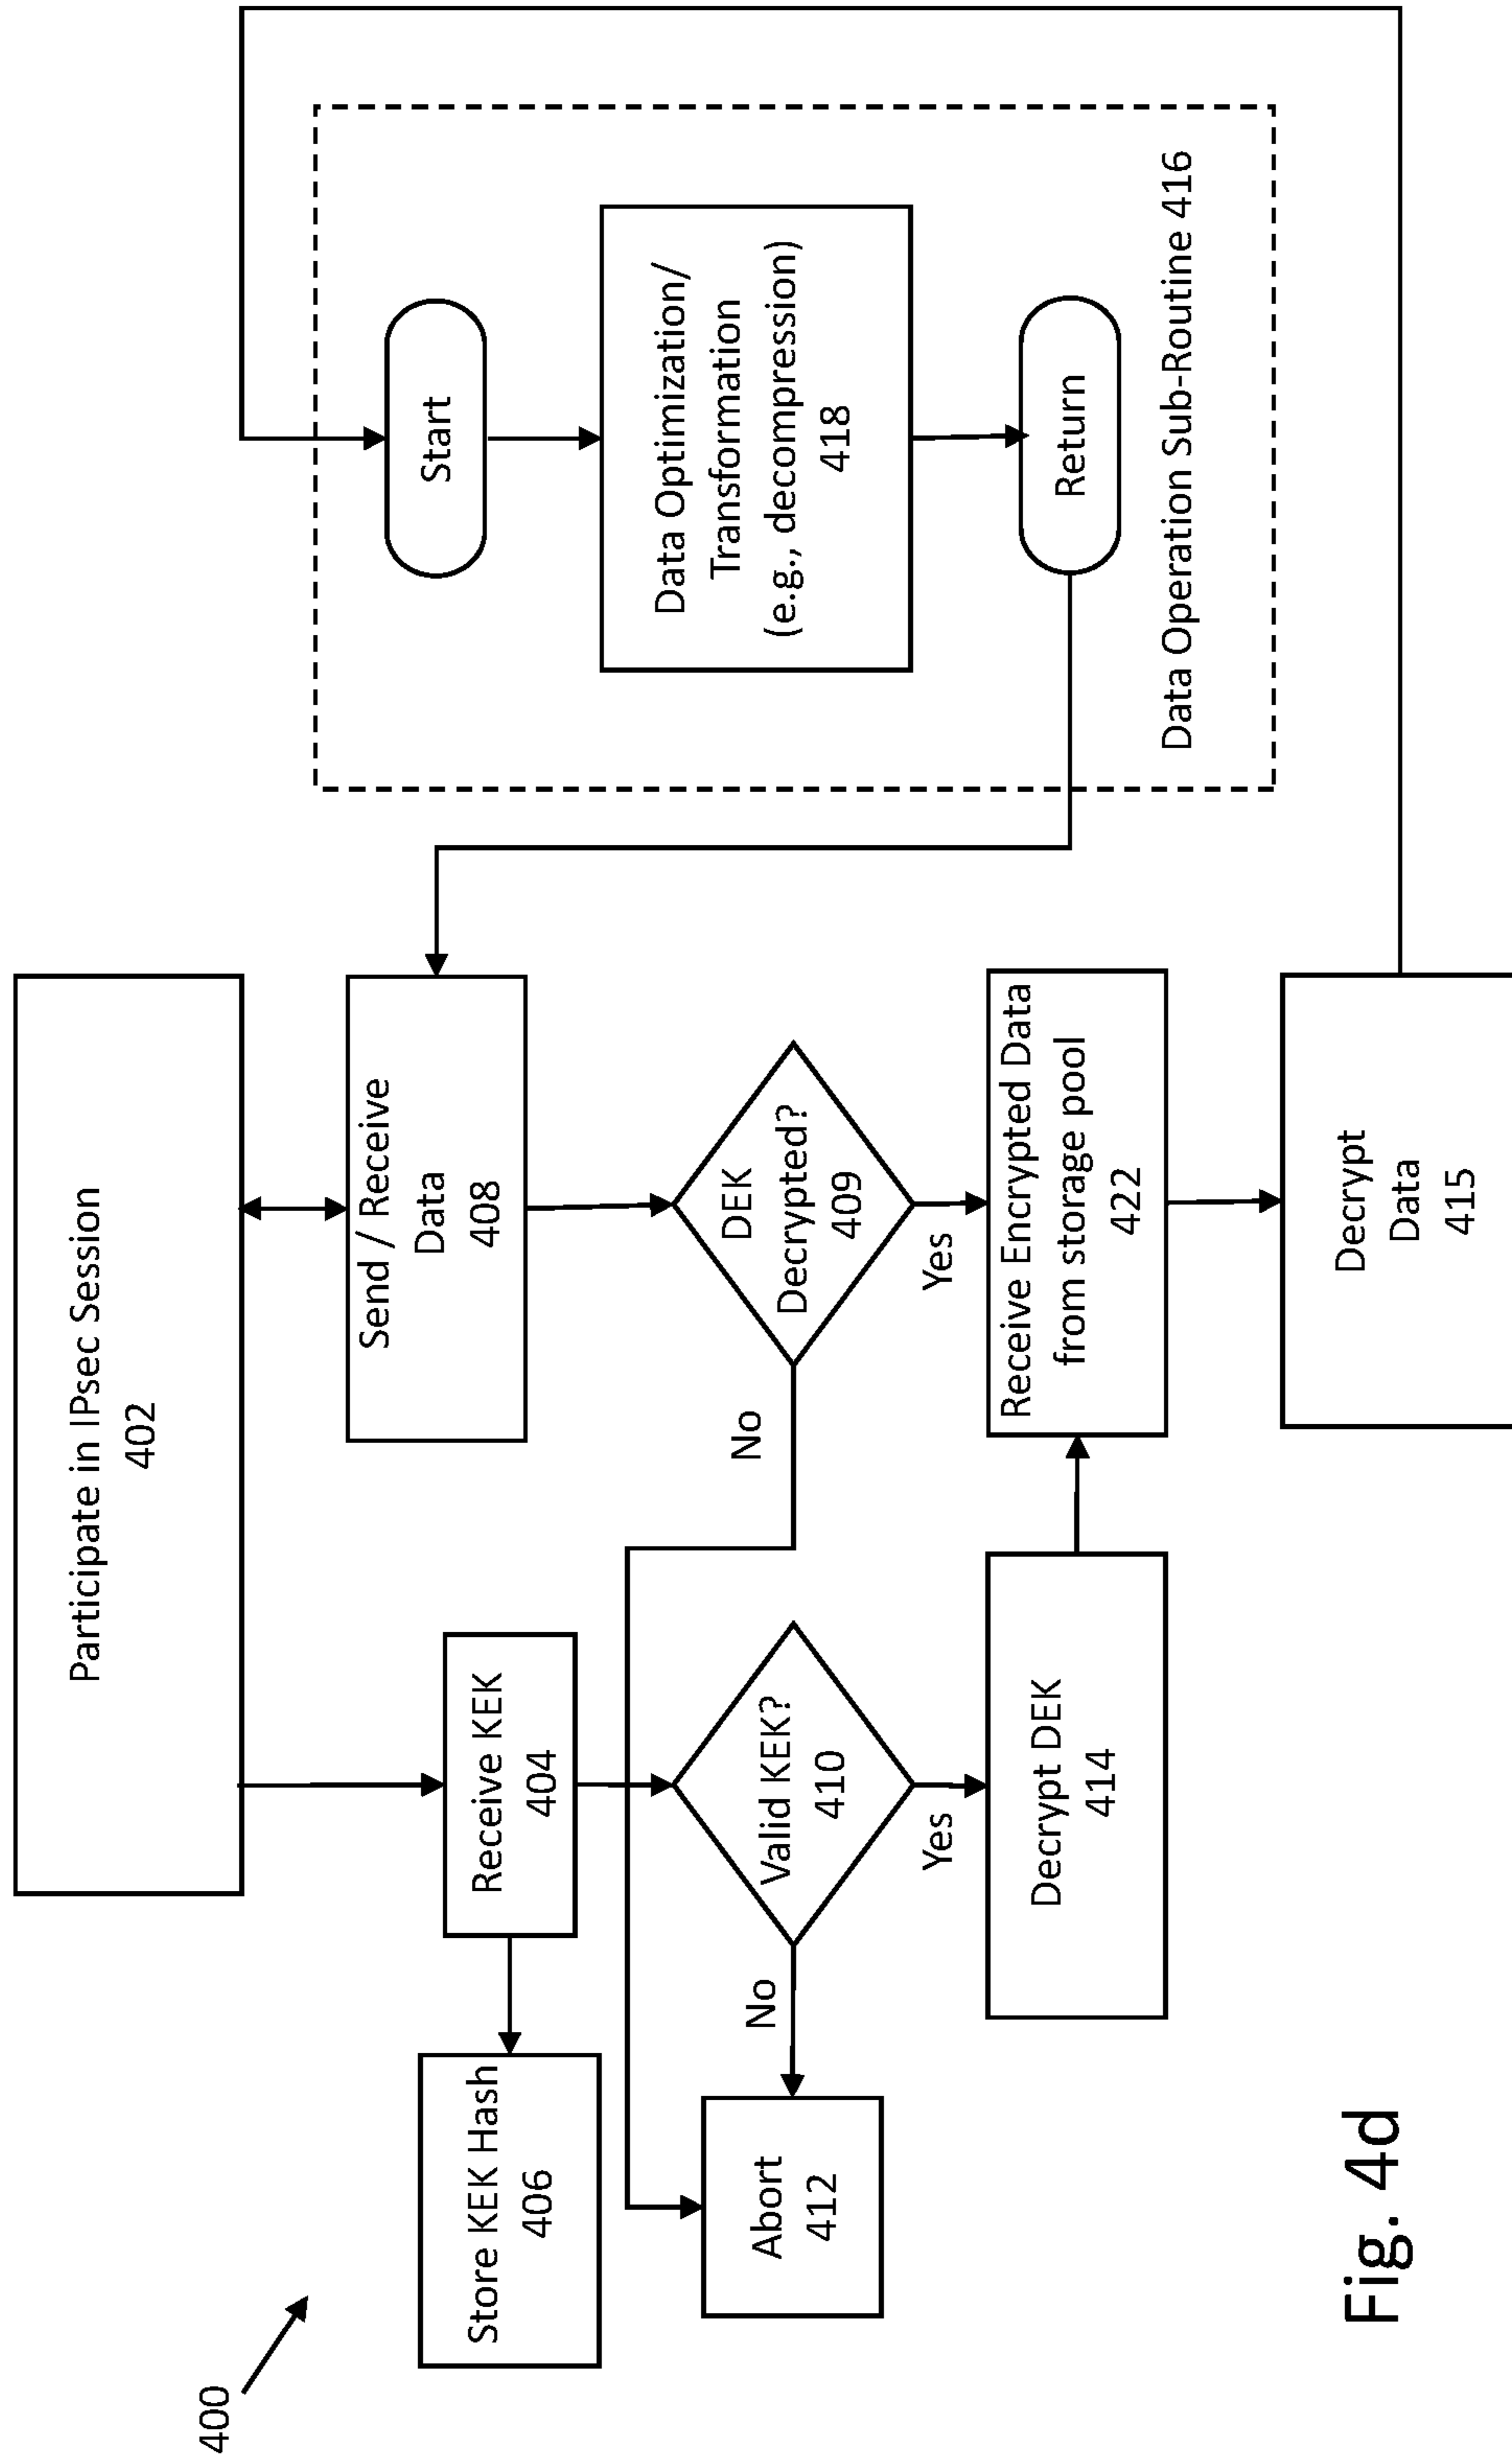 400
Participate in IPsec Session
402
Store KEK Hash
406
Receive KEK
404
Send / Receive
Data
408
Start
Abort
412
No
Valid KEK?
410
Yes
No
DEK
Decrypted?
409
Yes
Data Optimization/
Transformation
(e.g., decompression)
418
Decrypt DEK
414
Receive Encrypted Data
from storage pool
422
Return
Data Operation Sub-Routine 416
Decrypt
Data
415
Fig. 4d